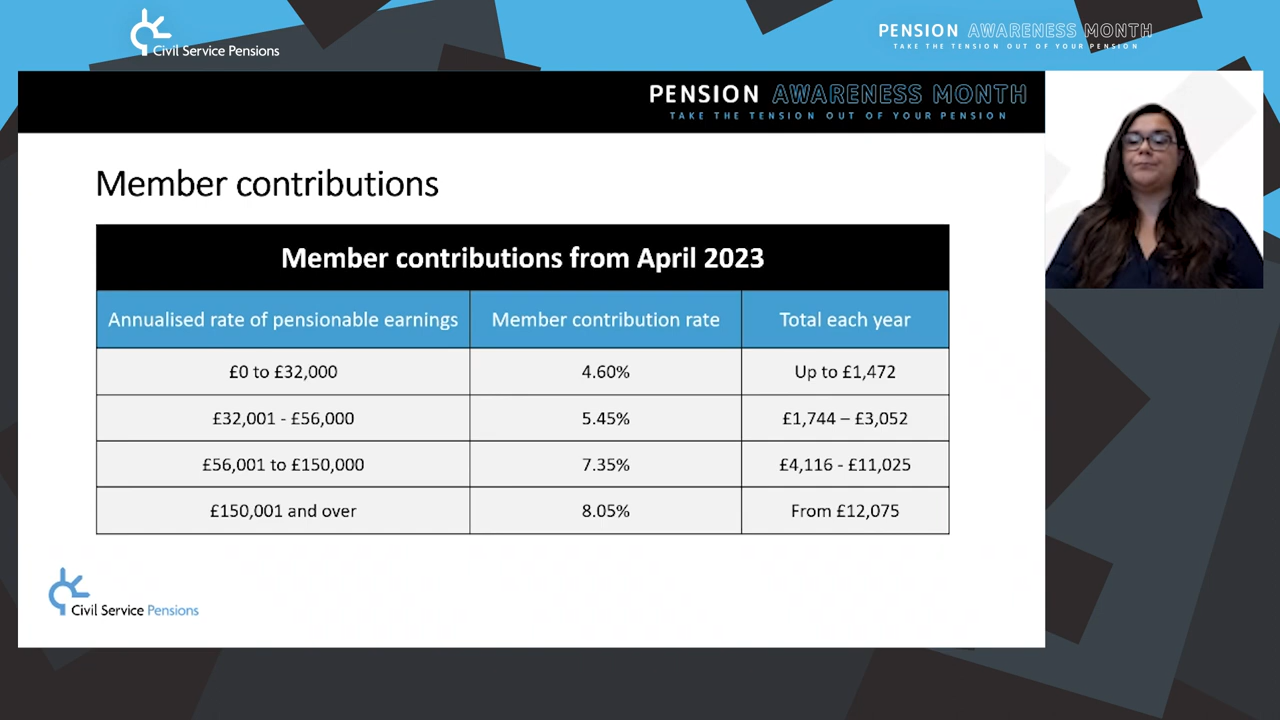 Civil Service Pensions
PENSION AWARENESS MONTH
TAKE THE TENSION OUT OF YOUR PENSION
PENSION AWARENESS MONTH
TAKE THE TENSION OUT OF YOUR PENSION
Member contributions
Member contributions from April 2023
Annualised rate of pensionable earnings Member contribution rate Total each year
£0 to £32,000 4.60% Up to £1,472
£32,001 - £56,000 5.45% £1,744 – £3,052
£56,001 to £150,000 7.35% £4,116 - £11,025
£150,001 and over 8.05% From £12,075
Civil Service Pensions